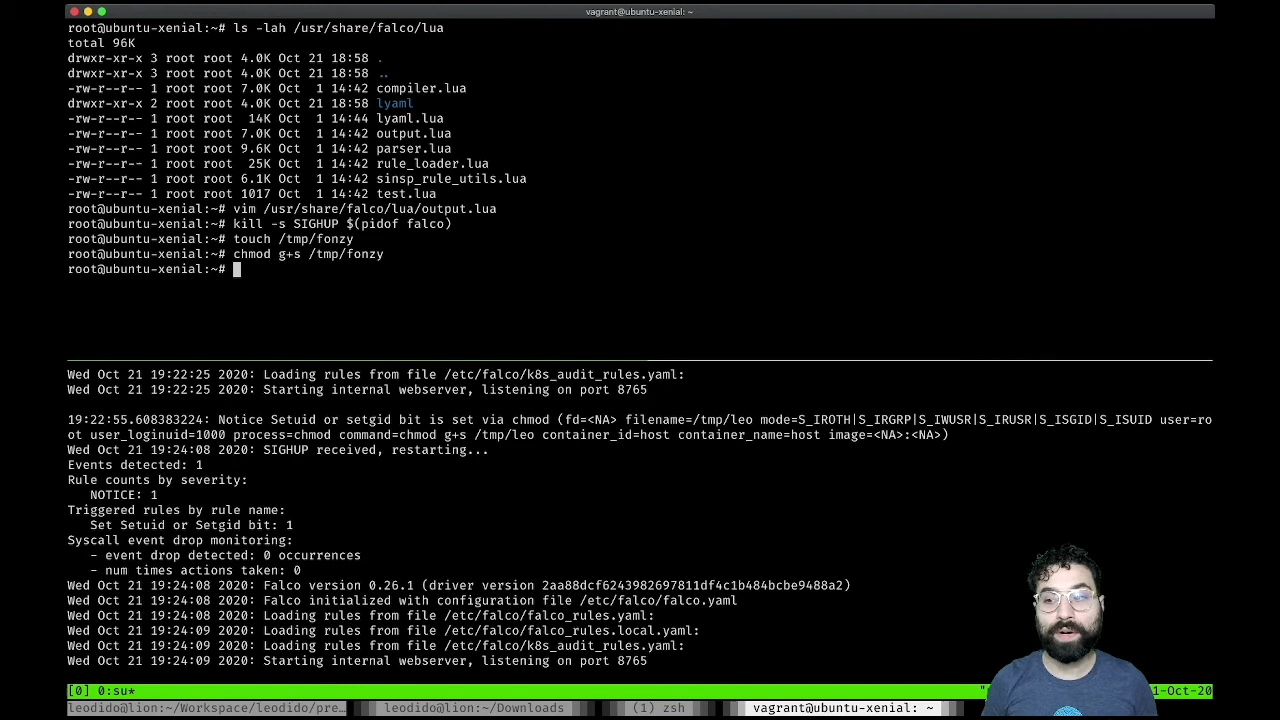 vagrant@ubuntu-xenial: ~
root@ubuntu-xenial:~# ls -lah /usr/share/falco/lua
total 96K
drwxr-xr-x 3 root root 4.0K Oct 21 18:58 .
drwxr-xr-x 3 root root 4.0K Oct 21 18:58 ..
-rw-r--r-- 1 root root 7.0K Oct  1 14:42 compiler.lua
drwxr-xr-x 2 root root 4.0K Oct 21 18:58 lyaml
-rw-r--r-- 1 root root  14K Oct  1 14:44 lyaml.lua
-rw-r--r-- 1 root root 7.0K Oct  1 14:42 output.lua
-rw-r--r-- 1 root root 9.6K Oct  1 14:42 parser.lua
-rw-r--r-- 1 root root  25K Oct  1 14:42 rule_loader.lua
-rw-r--r-- 1 root root 6.1K Oct  1 14:42 sinsp_rule_utils.lua
-rw-r--r-- 1 root root 1017 Oct  1 14:42 test.lua
root@ubuntu-xenial:~# vim /usr/share/falco/lua/output.lua
root@ubuntu-xenial:~# kill -s SIGHUP $(pidof falco)
root@ubuntu-xenial:~# touch /tmp/fonzy
root@ubuntu-xenial:~# chmod g+s /tmp/fonzy
root@ubuntu-xenial:~#
Wed Oct 21 19:22:25 2020: Loading rules from file /etc/falco/k8s_audit_rules.yaml:
Wed Oct 21 19:22:25 2020: Starting internal webserver, listening on port 8765
19:22:55.608383224: Notice Setuid or setgid bit is set via chmod (fd=<NA> filename=/tmp/leo mode=S_IROTH|S_IRGRP|S_IWUSR|S_IRUSR|S_ISGID|S_ISUID user=ro
ot user_loginuid=1000 process=chmod command=chmod g+s /tmp/leo container_id=host container_name=host image=<NA>:<NA>)
Wed Oct 21 19:24:08 2020: SIGHUP received, restarting...
Events detected: 1
Rule counts by severity:
   NOTICE: 1
Triggered rules by rule name:
   Set Setuid or Setgid bit: 1
Syscall event drop monitoring:
   - event drop detected: 0 occurrences
   - num times actions taken: 0
Wed Oct 21 19:24:08 2020: Falco version 0.26.1 (driver version 2aa88dcf6243982697811df4c1b484bcbe9488a2)
Wed Oct 21 19:24:08 2020: Falco initialized with configuration file /etc/falco/falco.yaml
Wed Oct 21 19:24:08 2020: Loading rules from file /etc/falco/falco_rules.yaml:
Wed Oct 21 19:24:09 2020: Loading rules from file /etc/falco/falco_rules.local.yaml:
Wed Oct 21 19:24:09 2020: Loading rules from file /etc/falco/k8s_audit_rules.yaml:
Wed Oct 21 19:24:09 2020: Starting internal webserver, listening on port 8765
[0] 0:su* 1-Oct-20
leodido@lion:~/Workspace/leodido/pre… leodido@lion:~/Downloads (1) zsh vagrant@ubuntu-xenial: ~